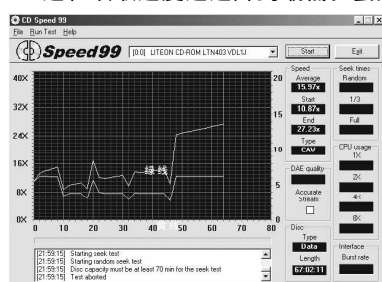 CD Speed 99
File Run Test Help
Speed99 [0:0] LITEON CD-ROM LTN403 VDL1J Start Exit
Speed
Average
15.97x
Start
10.87x
End
27.23x
Type
CAV
DAE quality
Accurate
Stream
Disc
Type
Data
Length
67:02:11
Seek times
Random
1/3
Full
CPU usage
1X
2X
4X
8X
Interface
Burst rate
40X
32X
24X
16X
8X
0X
20
15
10
5
0
绿线
0 10 20 30 40 50 60 70 80
[21:59:15] Starting seek test
[21:59:15] Starting random seek test
[21:59:15] Disc capacity must be at least 70 min for the seek test
[21:59:15] Test aborted